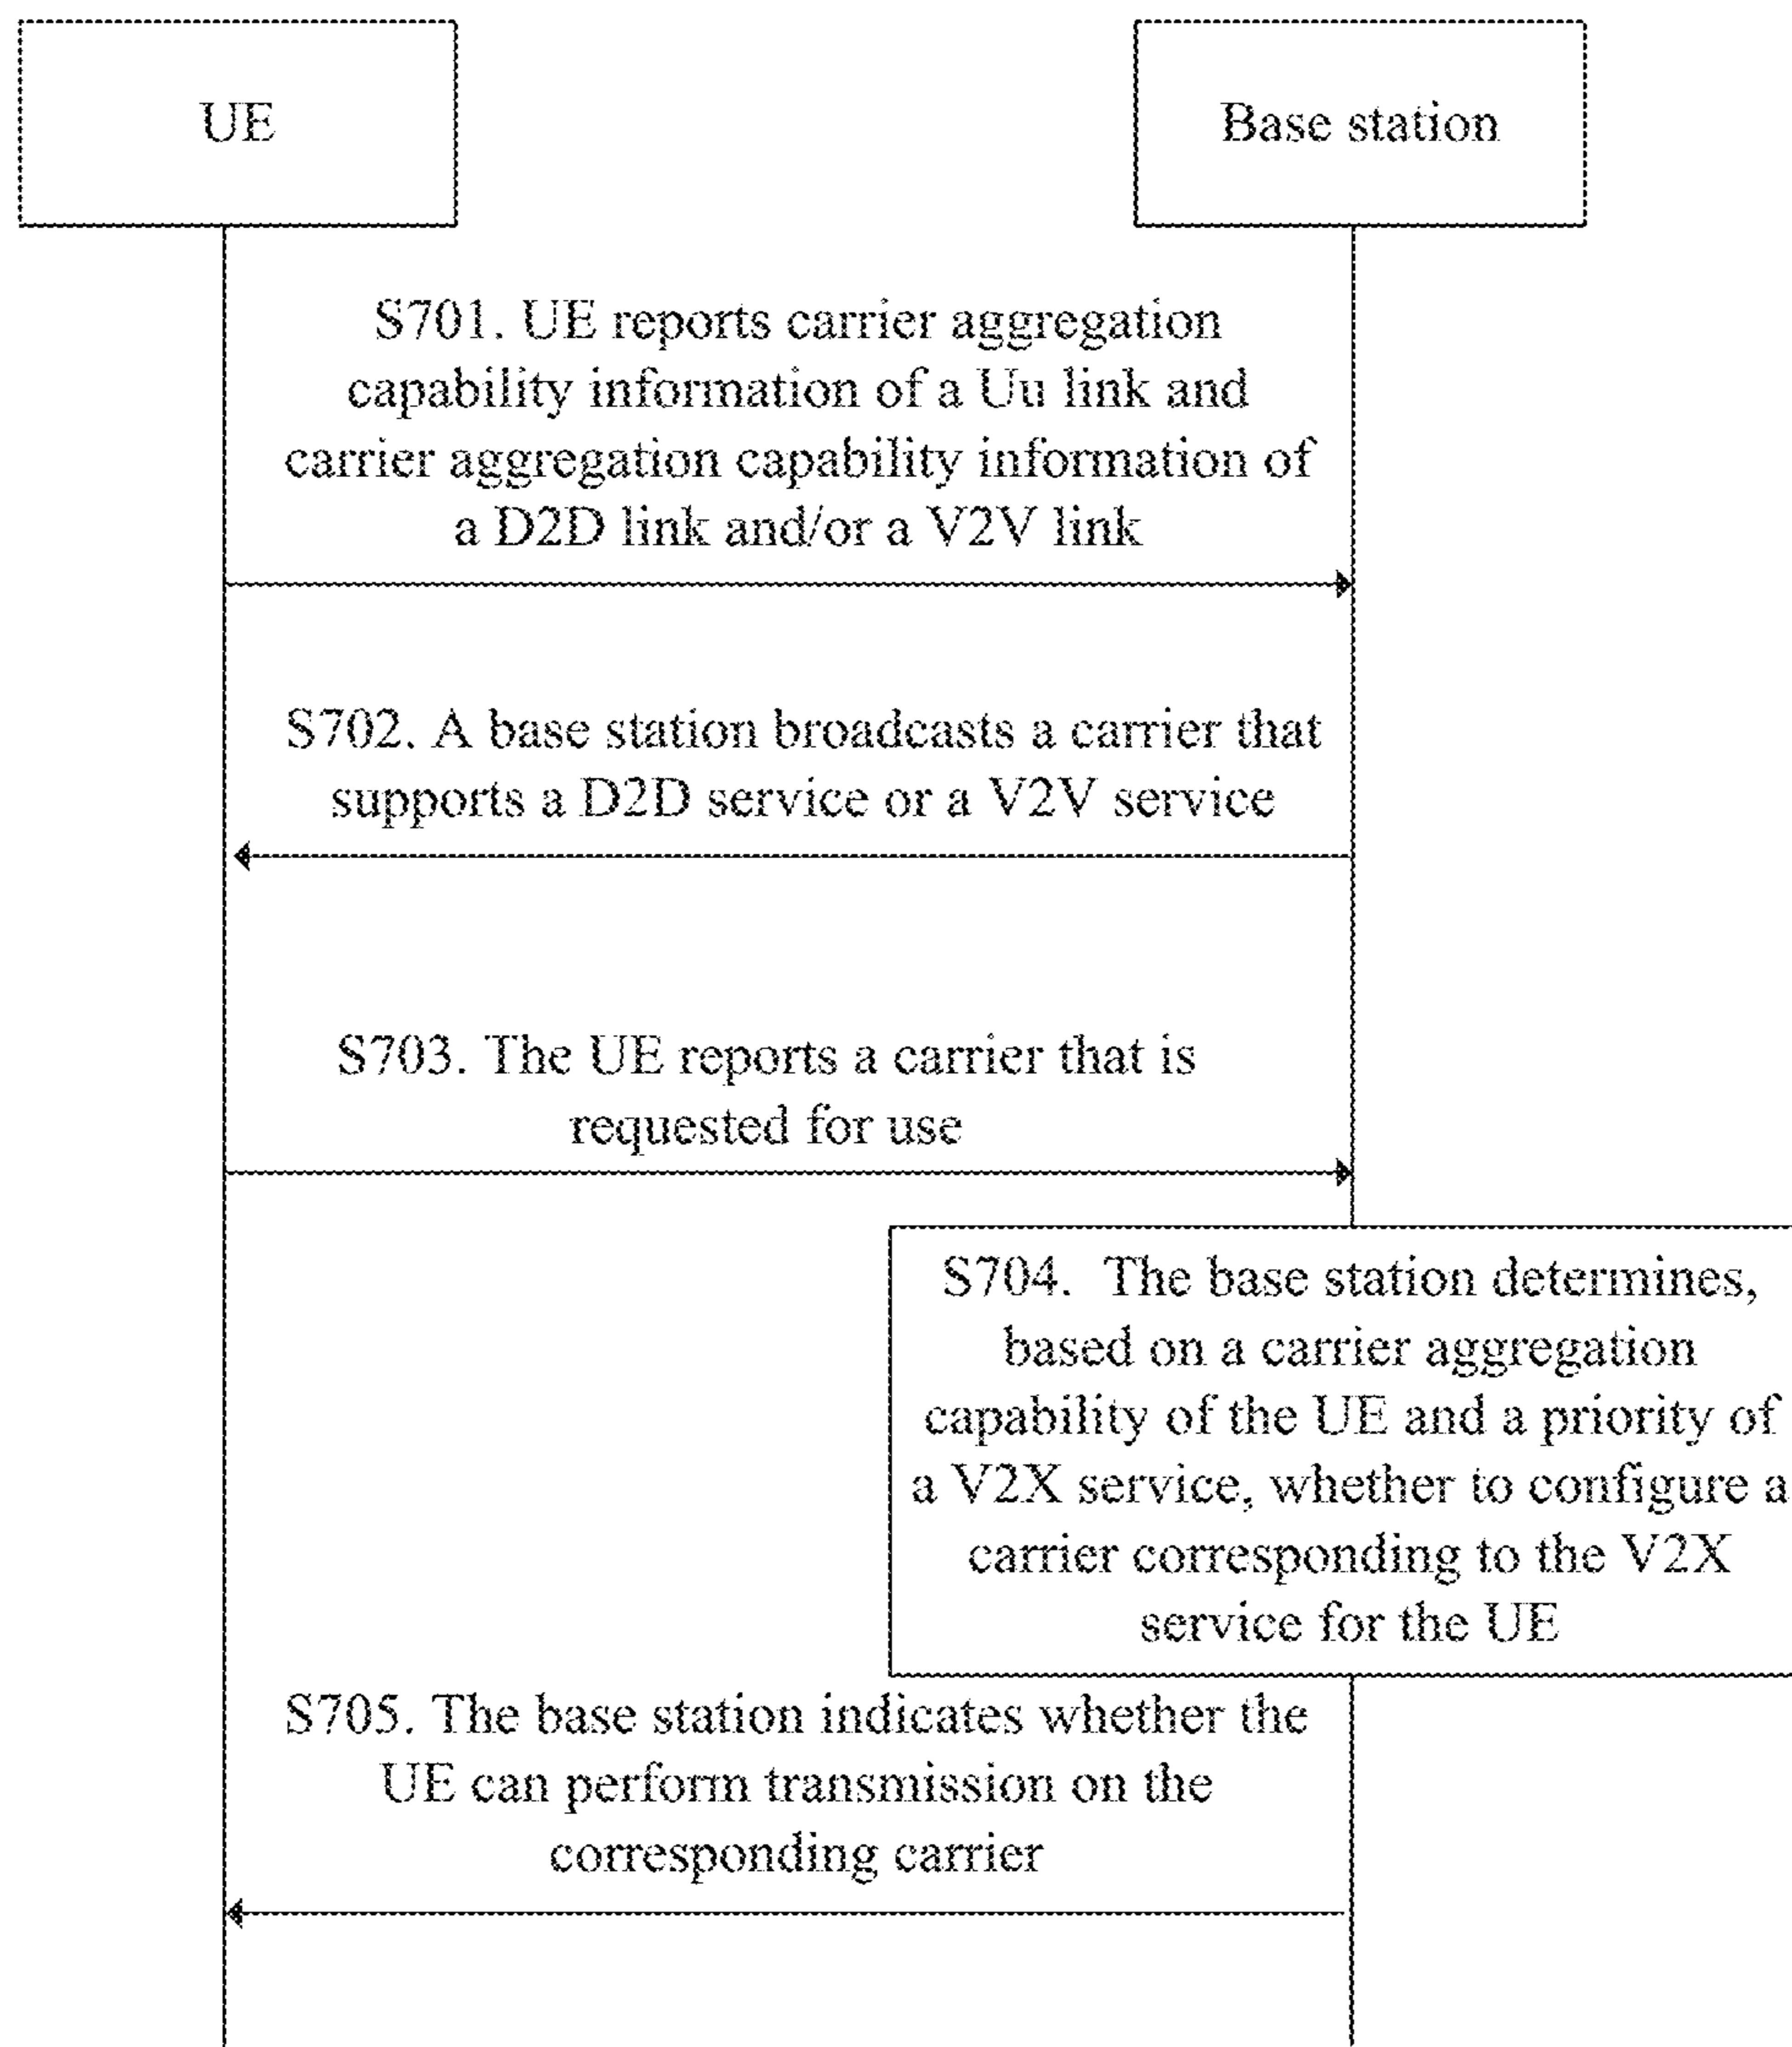 UE
Base station
S701. UE reports carrier aggregation
capability information of a Uu link and
carrier aggregation capability information of
a D2D link and/or a V2V link
S702. A base station broadcasts a carrier that
supports a D2D service or a V2V service
S703. The UE reports a carrier that is
requested for use
S704. The base station determines,
based on a carrier aggregation
capability of the UE and a priority of
a V2X service, whether to configure a
carrier corresponding to the V2X
service for the UE
S705. The base station indicates whether the
UE can perform transmission on the
corresponding carrier